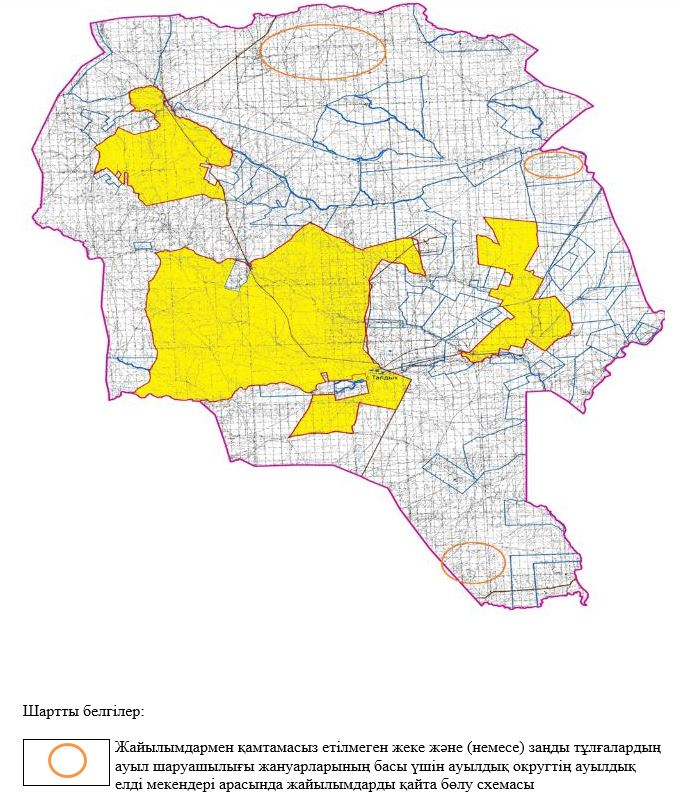 Талдык
Шартты белгілер:
Жайылымдармен қамтамасыз етілмеген жеке және (немесе) заңды тұлғалардың
ауыл шаруашылығы жануарларының басы үшін ауылдық округтің ауылдық
елді мекендері арасында жайылымдарды қайта бөлу схемасы